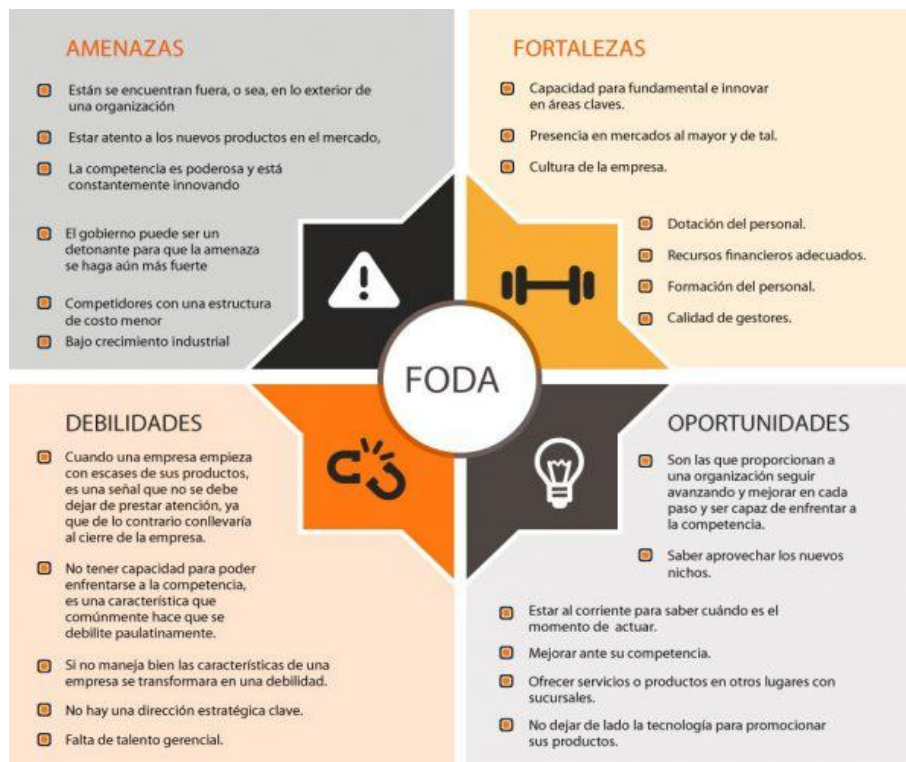 AMENAZAS
Están se encuentran fuera, o sea, en lo exterior de
una organización
Estar atento a los nuevos productos en el mercado,
La competencia es poderosa y está
constantemente innovando
El gobierno puede ser un
detonante para que la amenaza
se haga aún más fuerte
Competidores con una estructura
de costo menor
Bajo crecimiento industrial
FORTALEZAS
Capacidad para fundamental e innovar
en áreas claves.
Presencia en mercados al mayor y de tal.
Cultura de la empresa.
Dotación del personal.
Recursos financieros adecuados.
Formación del personal.
Calidad de gestores.
FODA
DEBILIDADES
Cuando una empresa empieza
con escases de sus productos,
es una señal que no se debe
dejar de prestar atención, ya
que de lo contrario conllevaría
al cierre de la empresa.
No tener capacidad para poder
enfrentarse a la competencia,
es una característica que
comúnmente hace que se
debilite paulatinamente.
Si no maneja bien las características de una
empresa se transformara en una debilidad.
No hay una dirección estratégica clave.
Falta de talento gerencial.
OPORTUNIDADES
Son las que proporcionan a
una organización seguir
avanzando y mejorar en cada
paso y ser capaz de enfrentar a
la competencia.
Saber aprovechar los nuevos
nichos.
Estar al corriente para saber cuándo es el
momento de actuar.
Mejorar ante su competencia.
Ofrecer servicios o productos en otros lugares con
sucursales.
No dejar de lado la tecnología para promocionar
sus productos.